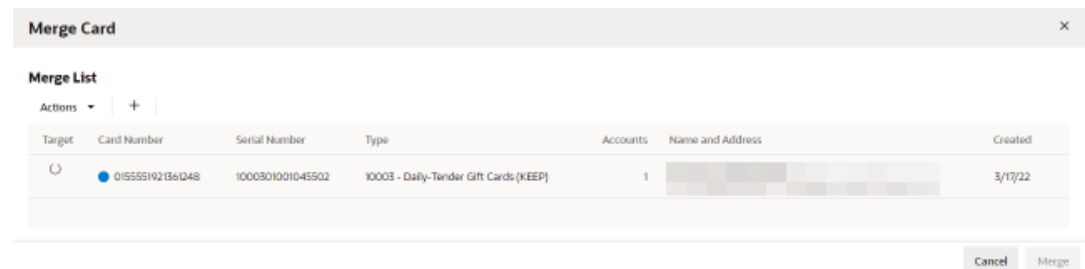 Merge Card ×
Merge List
Actions +
Target Card Number Serial Number Type Accounts Name and Address Created
0155551921361248 1000301001045502 10003 - Daily-Tender Gift Cards (KEEP) 1 3/17/22
Cancel Merge